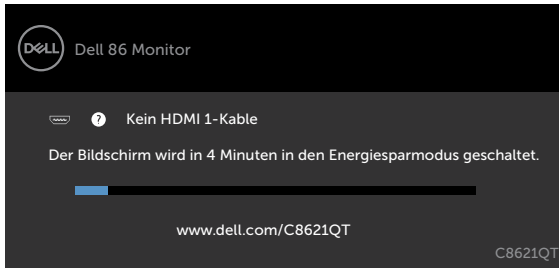 DELL
Dell 86 Monitor
? Kein HDMI 1-Kable
Der Bildschirm wird in 4 Minuten in den Energiesparmodus geschaltet.
www.dell.com/C8621QT
C8621QT